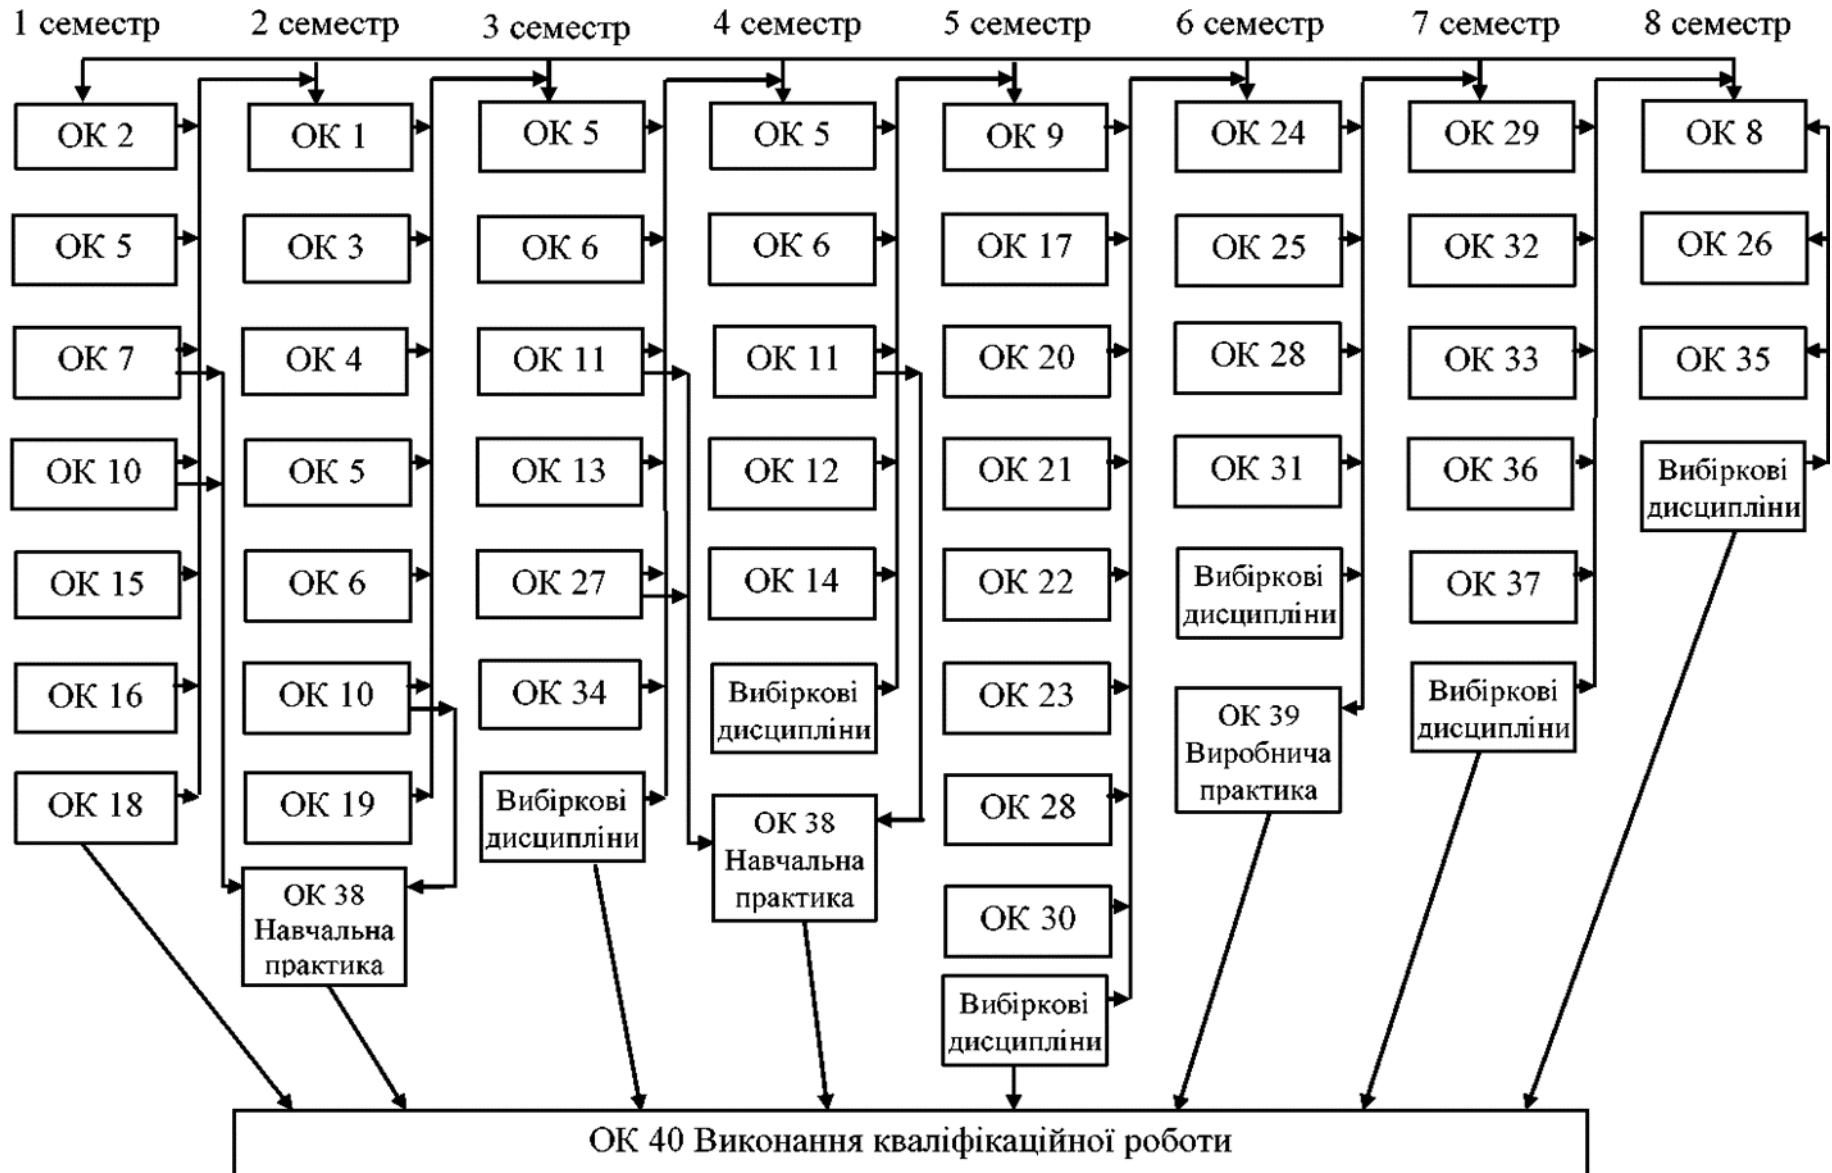 1 семестр
2 семестр
3 семестр
4 семестр
5 семестр
6 семестр
7 семестр
8 семестр
ОК 2
ОК 5
ОК 7
ОК 10
ОК 15
ОК 16
ОК 18
ОК 1
ОК 3
ОК 4
ОК 5
ОК 6
ОК 10
ОК 19
ОК 38
Навчальна
практика
ОК 5
ОК 6
ОК 11
ОК 13
ОК 27
ОК 34
Вибіркові
дисципліни
ОК 5
ОК 6
ОК 11
ОК 12
ОК 14
Вибіркові
дисципліни
ОК 38
Навчальна
практика
ОК 9
ОК 17
ОК 20
ОК 21
ОК 22
ОК 23
ОК 28
ОК 30
Вибіркові
дисципліни
ОК 24
ОК 25
ОК 28
ОК 31
Вибіркові
дисципліни
ОК 39
Виробнича
практика
ОК 29
ОК 32
ОК 33
ОК 36
ОК 37
Вибіркові
дисципліни
ОК 8
ОК 26
ОК 35
Вибіркові
дисципліни
ОК 40 Виконання кваліфікаційної роботи